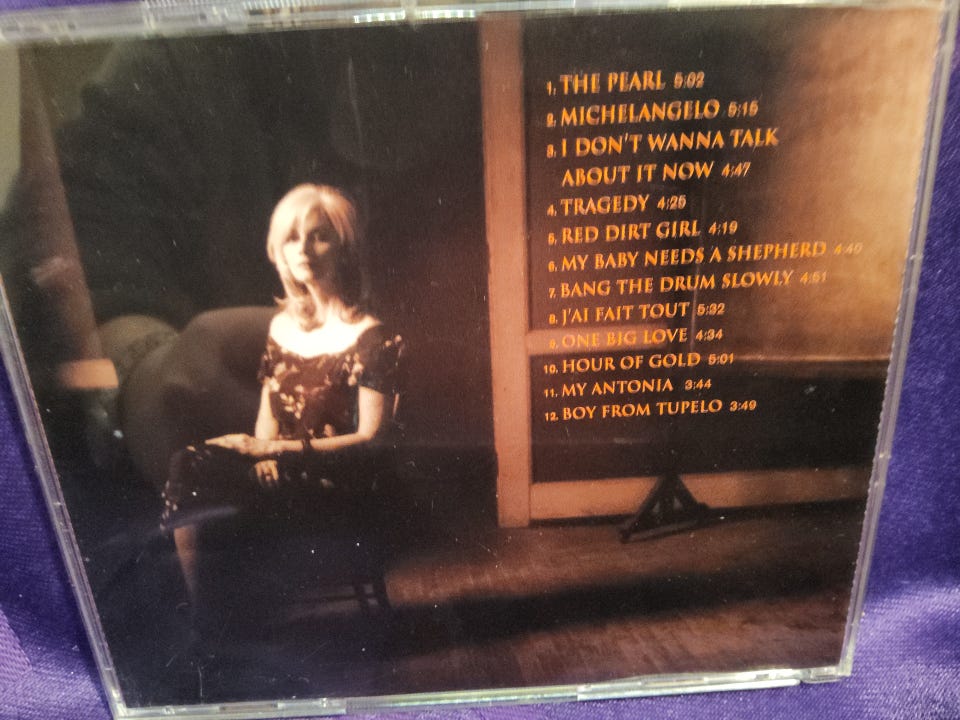 1. THE PEARL 5:02
2. MICHELANGELO 5:15
3. I DON'T WANNA TALK
ABOUT IT NOW 4:47
4. TRAGEDY 4:25
5. RED DIRT GIRL 4:19
6. MY BABY NEEDS A SHEPHERD 4:40
7. BANG THE DRUM SLOWLY 4:51
8. J'AI FAIT TOUT 5:32
9. ONE BIG LOVE 4:34
10. HOUR OF GOLD 5:01
11. MY ANTONIA 3:44
12. BOY FROM TUPELO 3:49